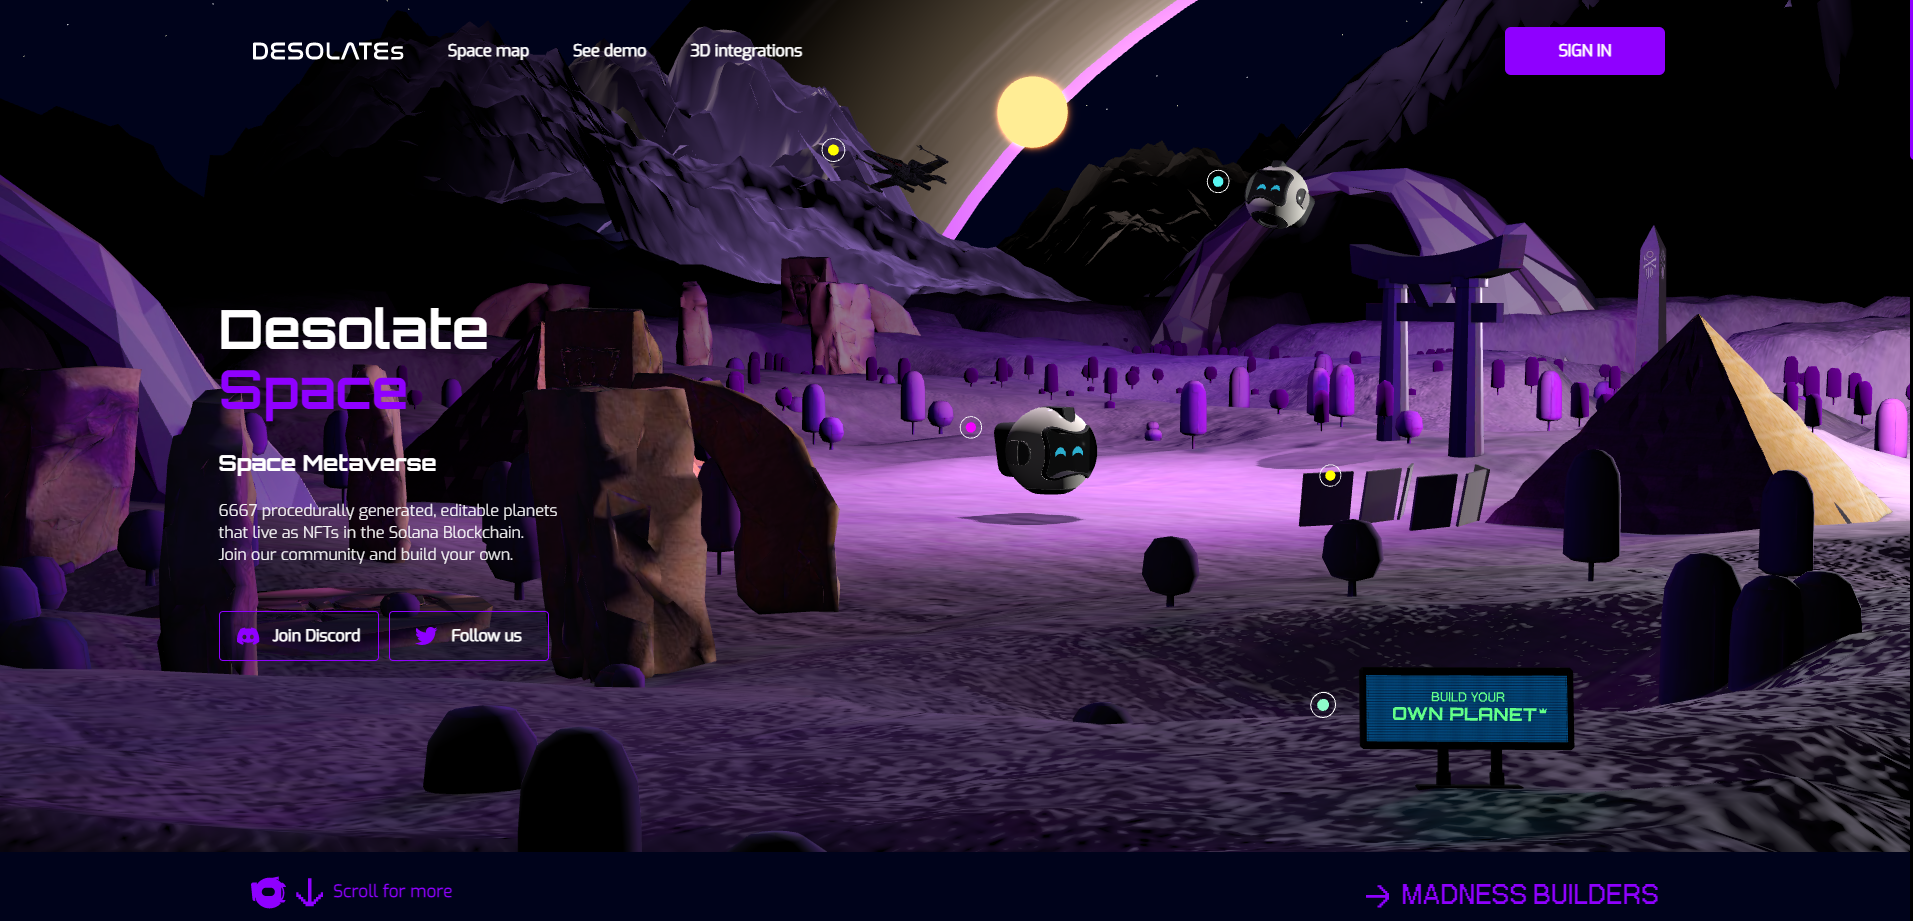 DESOLATEs
Space map
See demo
3D integrations
SIGN IN
Desolate
Space
Space Metaverse
6667 procedurally generated, editable planets
that live as NFTs in the Solana Blockchain.
Join our community and build your own.
Join Discord
Follow us
BUILD YOUR
OWN PLANET
Scroll for more
MADNESS BUILDERS